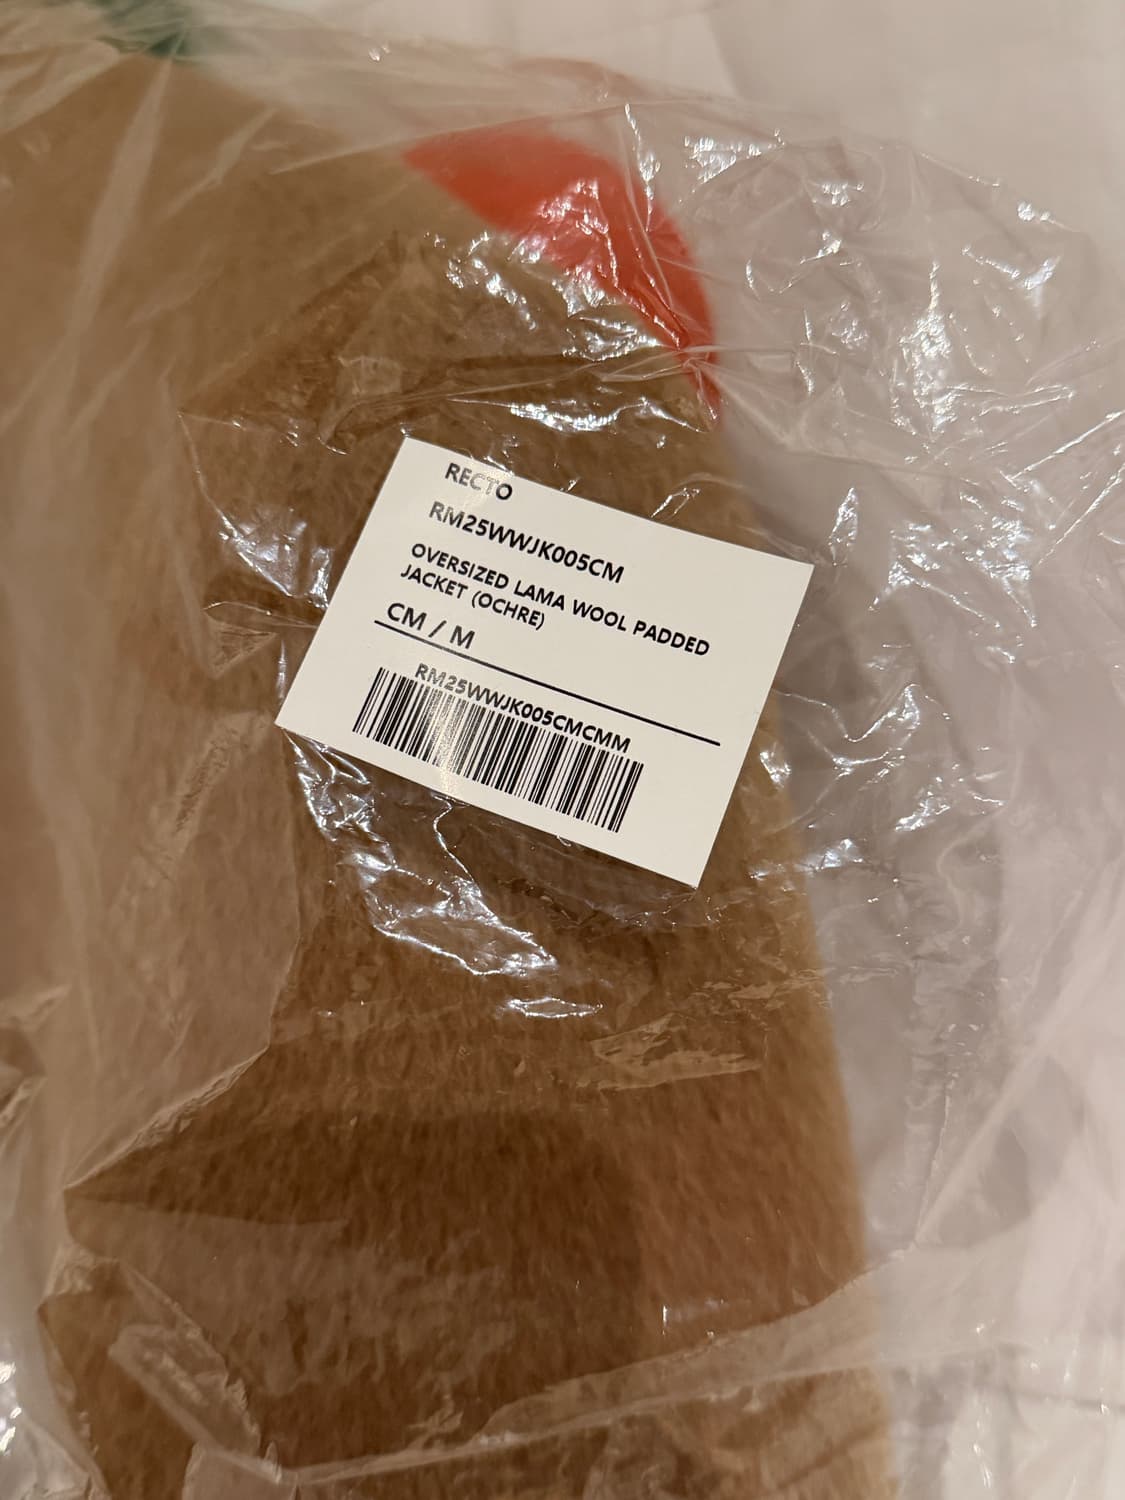 RECTO
RM25WWJK005CM
OVERSIZED LAMA WOOL PADDED
JACKET (OCHRE)
CM / M
RM25WWJK005CMCMM